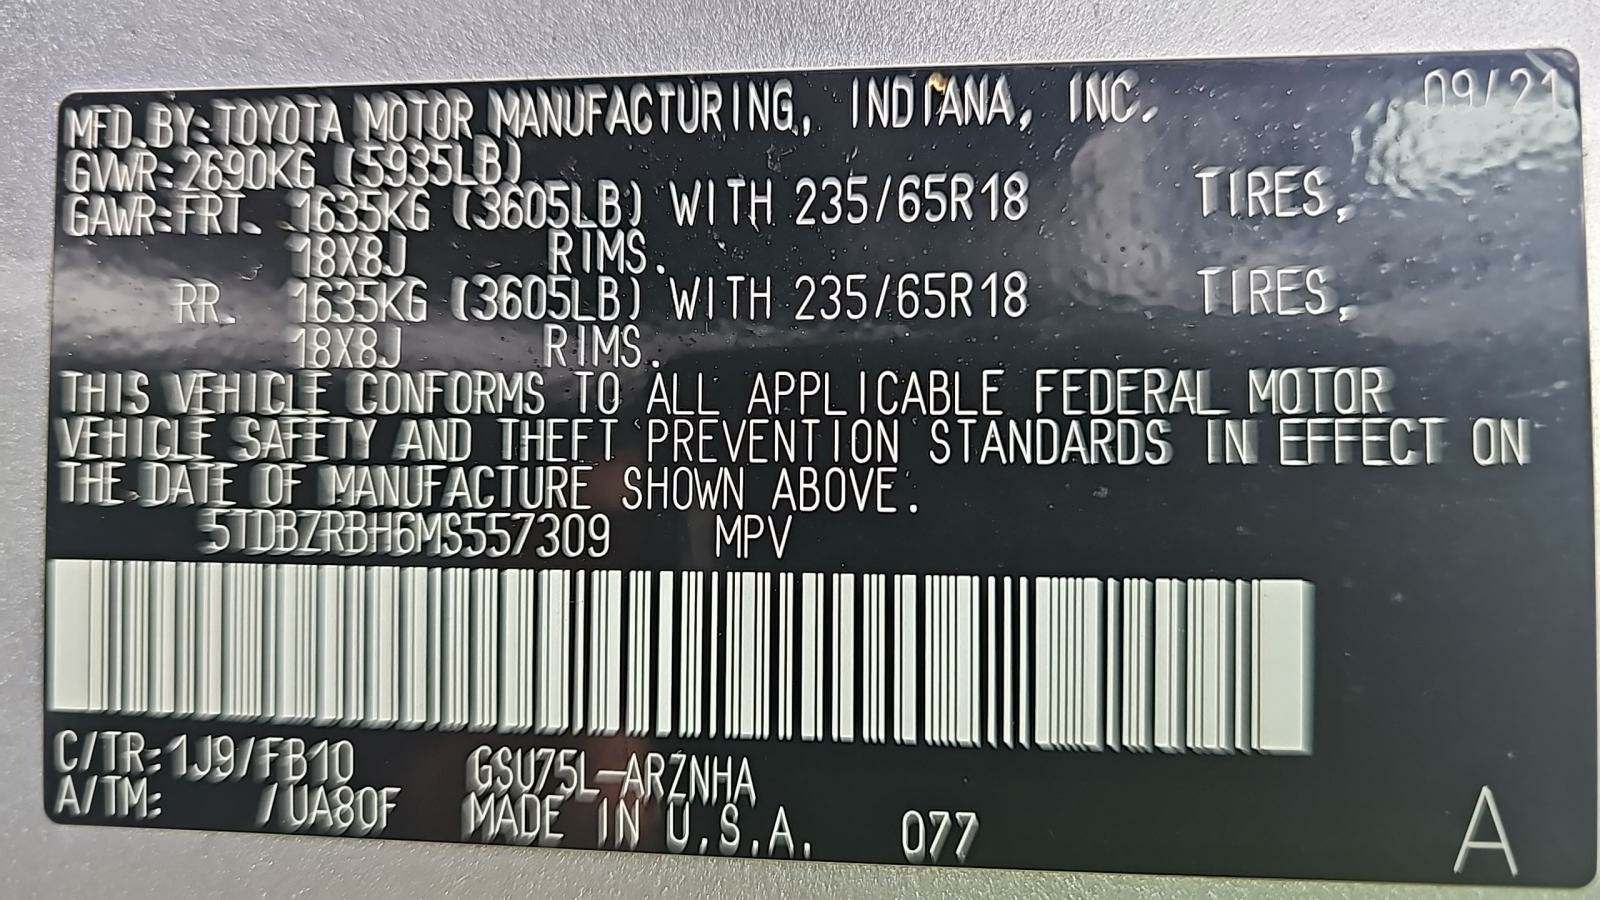 MFD.BY:TOYOTA MOTOR MANUFACTURING, INDIANA, INC. 09/21
GVWR:2690KG (5935LB)
GAWR:FRT. 1635KG (3605LB) WITH 235/65R18 TIRES,
18X8J RIMS.
RR. 1635KG (3605LB) WITH 235/65R18 TIRES,
18X8J RIMS.
THIS VEHICLE CONFORMS TO ALL APPLICABLE FEDERAL MOTOR
VEHICLE SAFETY AND THEFT PREVENTION STANDARDS IN EFFECT ON
THE DATE OF MANUFACTURE SHOWN ABOVE.
5TDBZRBH6MS557309 MPV
C/TR:1J9/FB10 GSU75L-ARZNHA
A/TM: /UA80F MADE IN U.S.A. 077 A